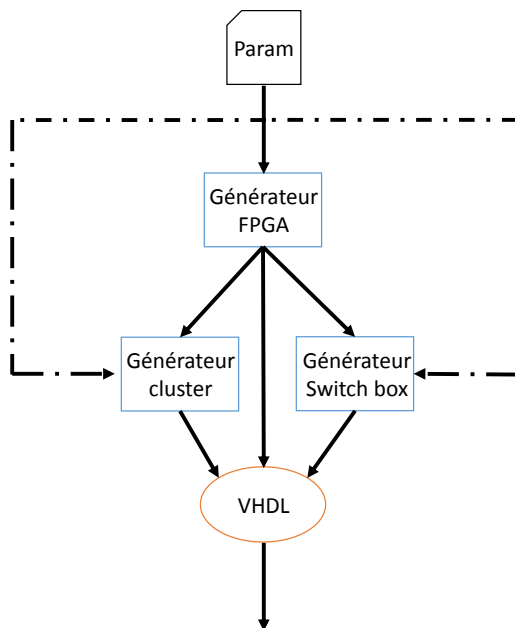 Param
Générateur
FPGA
Générateur
cluster
Générateur
Switch box
VHDL